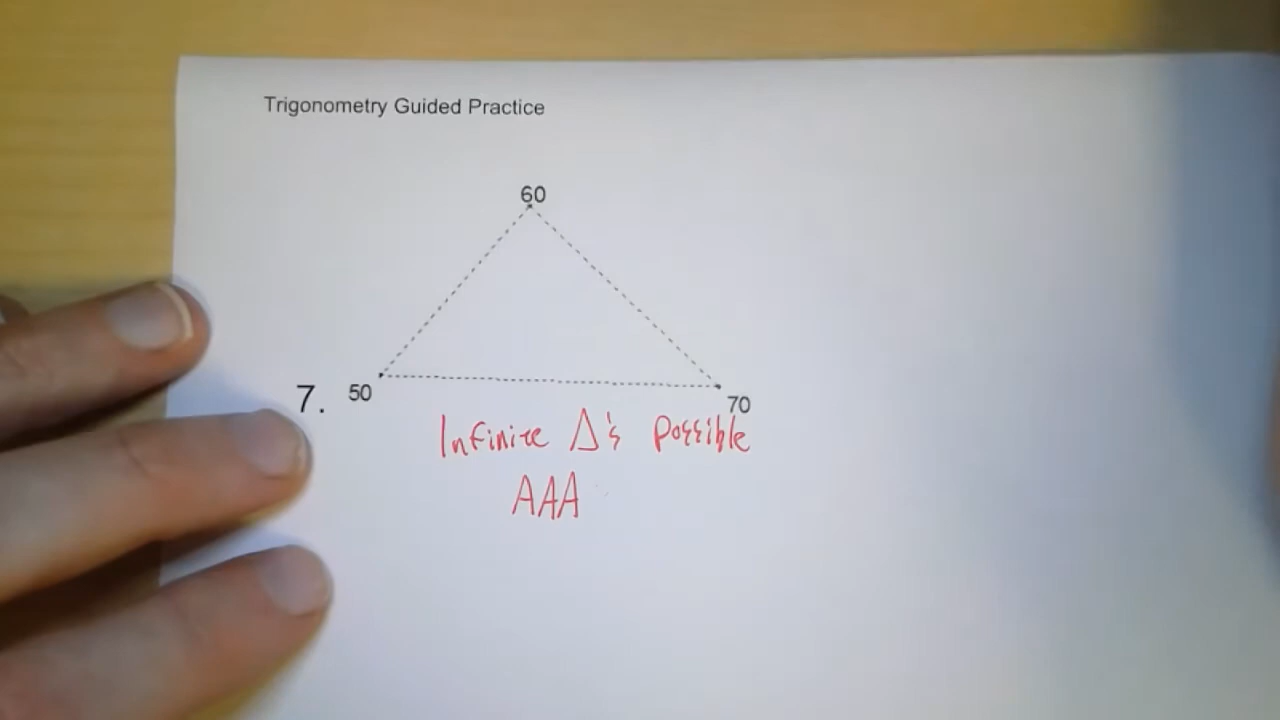 Trigonometry Guided Practice
60
7. 50
70
Infinite Δ's Possible
AAA